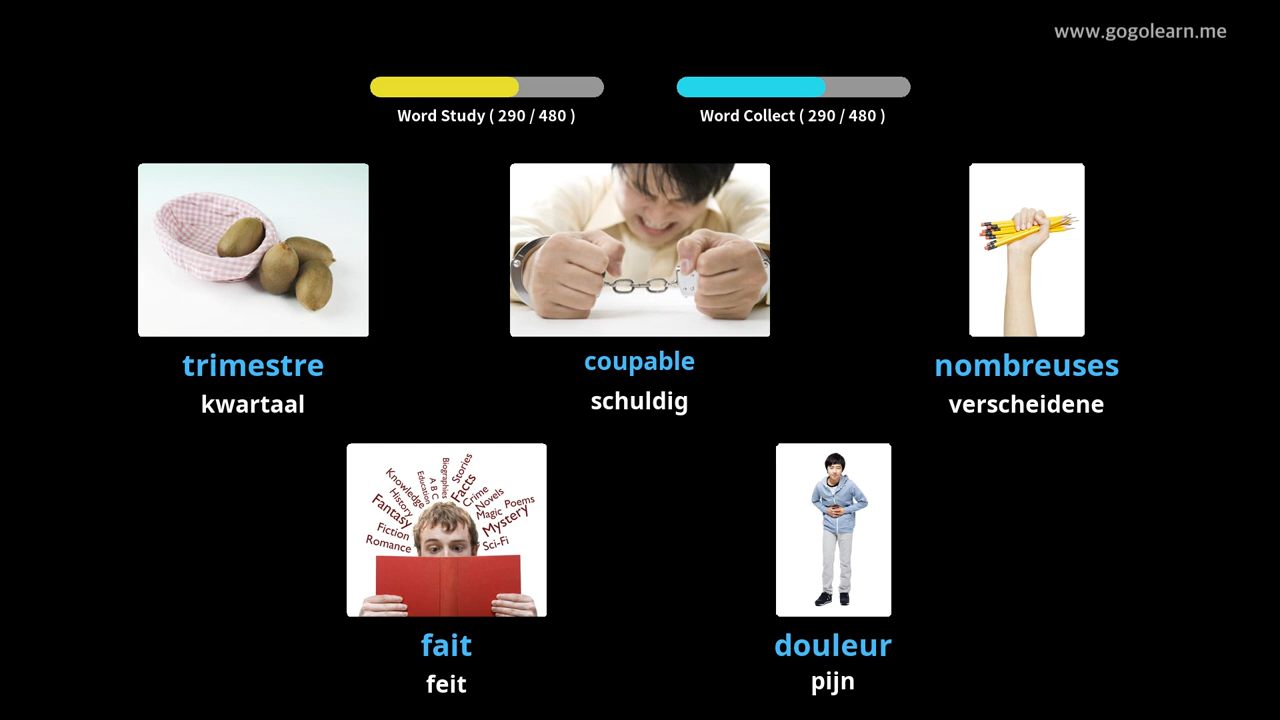 www.gogolearn.me
Word Study ( 290 / 480 )
Word Collect ( 290 / 480 )
trimestre
kwartaal
coupable
schuldig
nombreuses
verscheidene
Knowledge
Education
A B C
Biographies
Stories
Facts
Crime
Novels
Poems
Magic
Mystery
Sci-Fi
History
Fantasy
Fiction
Romance
fait
feit
douleur
pijn